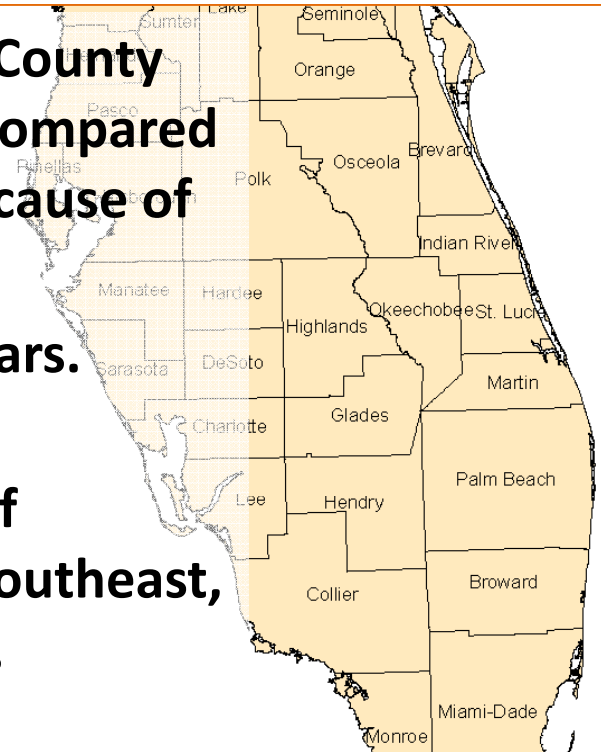 Lake
Seminole
Sumter
County
Orange
Pasco
ompared
Brevard
Osceola
Pinellas
Polk
cause of
Indian River
Manatee
Hardee
Okeechobee
St. Lucie
Highlands
ars.
Sarasota
DeSoto
Martin
Glades
Charlotte
Palm Beach
Lee
Hendry
f
outheast,
Broward
Collier
Miami-Dade
Monroe